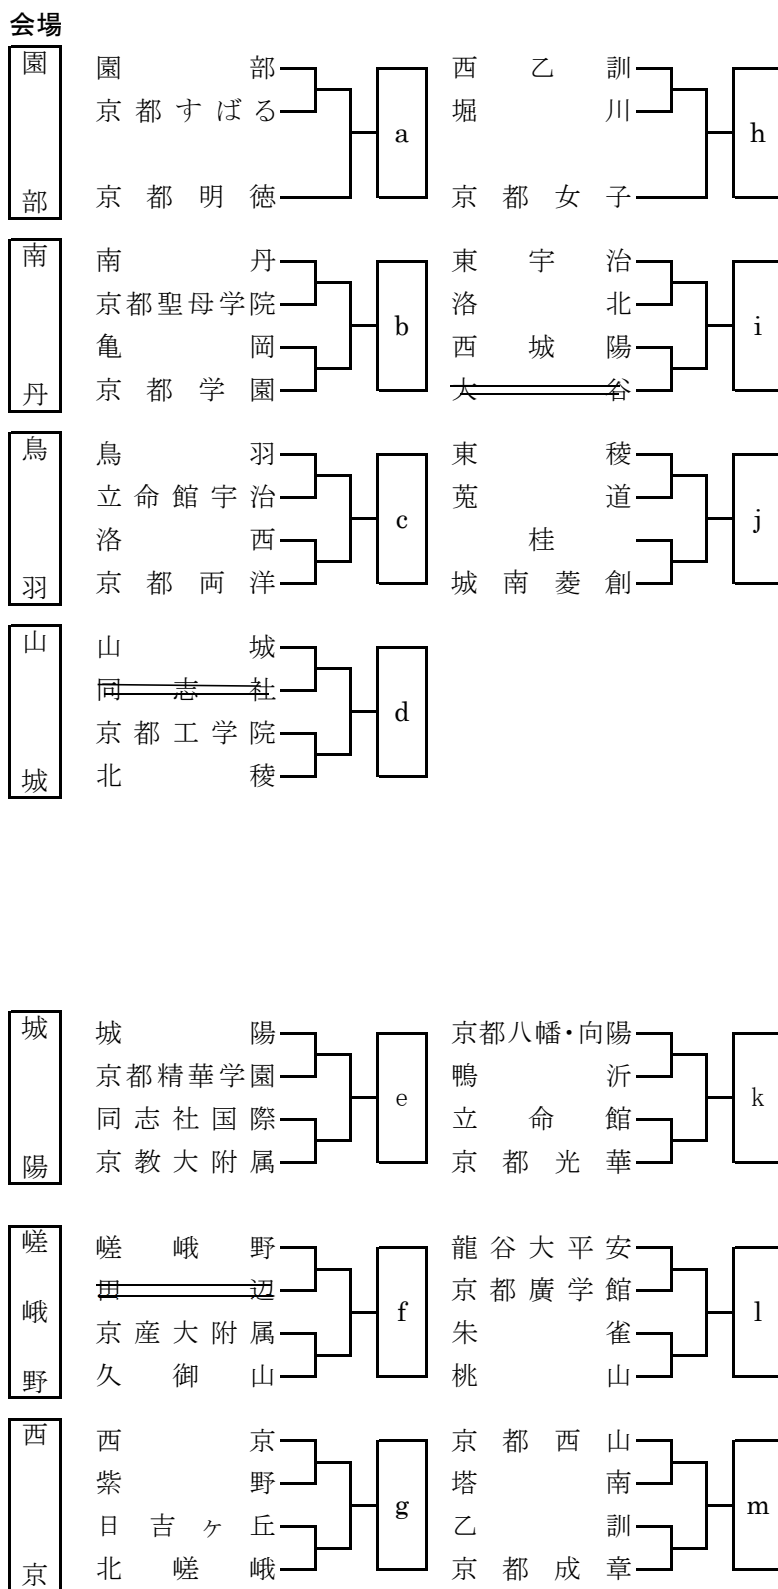 会場
園部
園部
京都すばる
a
京都明徳
西乙訓
堀川
h
京都女子
南丹
南丹
京都聖母学院
b
亀岡
京都学園
東宇治
洛北
i
西城陽
大谷
鳥羽
鳥羽
立命館宇治
c
洛西
京都両洋
東稜
莵道
j
桂
城南菱創
山城
山城
同志社
d
京都工学院
北稜
城陽
城陽
京都精華学園
e
同志社国際
京教大附属
京都八幡・向陽
鴨沂
k
立命館
京都光華
嵯峨野
嵯峨野
田辺
f
京産大附属
久御山
龍谷大平安
京都廣学館
l
朱雀
桃山
西京
西京
紫野
g
日吉ヶ丘
北嵯峨
京都西山
塔南
m
乙訓
京都成章